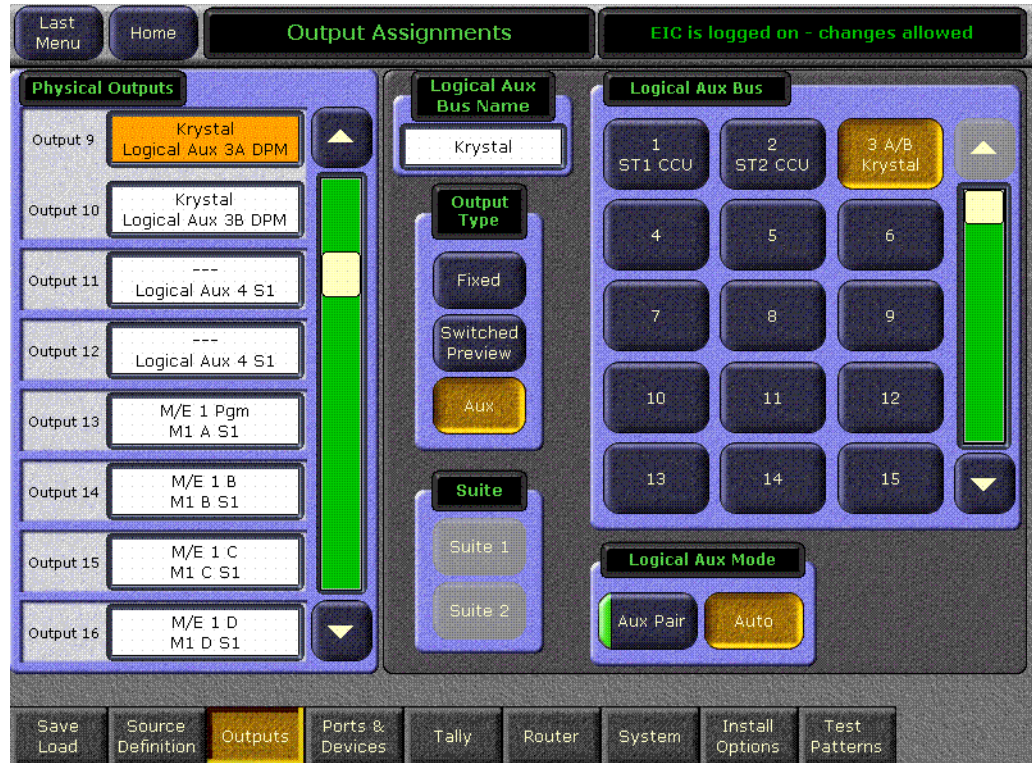 Last
Menu
Home
Output Assignments
EIC is logged on - changes allowed
Physical Outputs
Output 9
Krystal
Logical Aux 3A DPM
Output 10
Krystal
Logical Aux 3B DPM
Output 11
---
Logical Aux 4 S1
Output 12
---
Logical Aux 4 S1
Output 13
M/E 1 Pgm
M1 A S1
Output 14
M/E 1 B
M1 B S1
Output 15
M/E 1 C
M1 C S1
Output 16
M/E 1 D
M1 D S1
Logical Aux
Bus Name
Krystal
Output
Type
Fixed
Switched
Preview
Aux
Suite
Suite 1
Suite 2
Logical Aux Bus
1
ST1 CCU
2
ST2 CCU
3 A/B
Krystal
4
5
6
7
8
9
10
11
12
13
14
15
Logical Aux Mode
Aux Pair
Auto
Save
Load
Source
Definition
Outputs
Ports &
Devices
Tally
Router
System
Install
Options
Test
Patterns